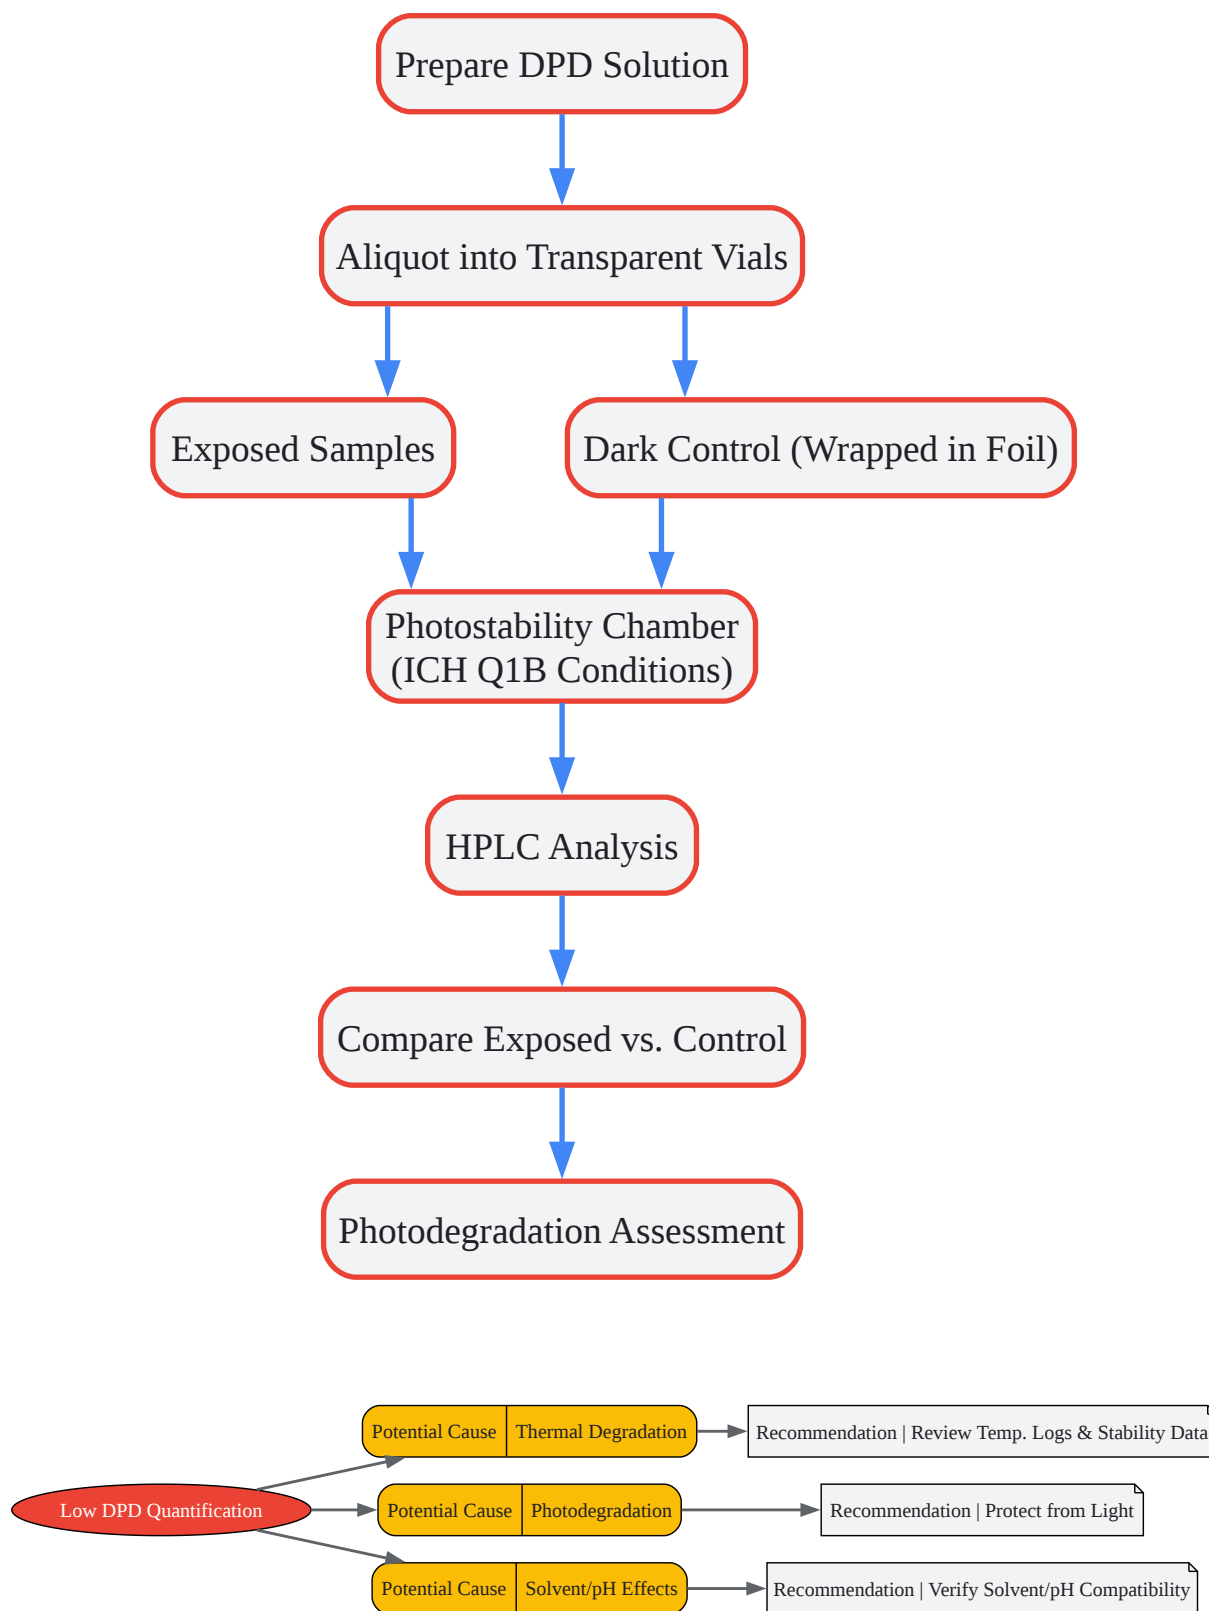 Prepare DPD Solution
Aliquot into Transparent Vials
Exposed Samples
Dark Control (Wrapped in Foil)
Photostability Chamber
(ICH Q1B Conditions)
HPLC Analysis
Compare Exposed vs. Control
Photodegradation Assessment
Potential Cause Thermal Degradation
Recommendation | Review Temp. Logs & Stability Data
Low DPD Quantification
Potential Cause Photodegradation
Recommendation | Protect from Light
Potential Cause Solvent/pH Effects
Recommendation | Verify Solvent/pH Compatibility